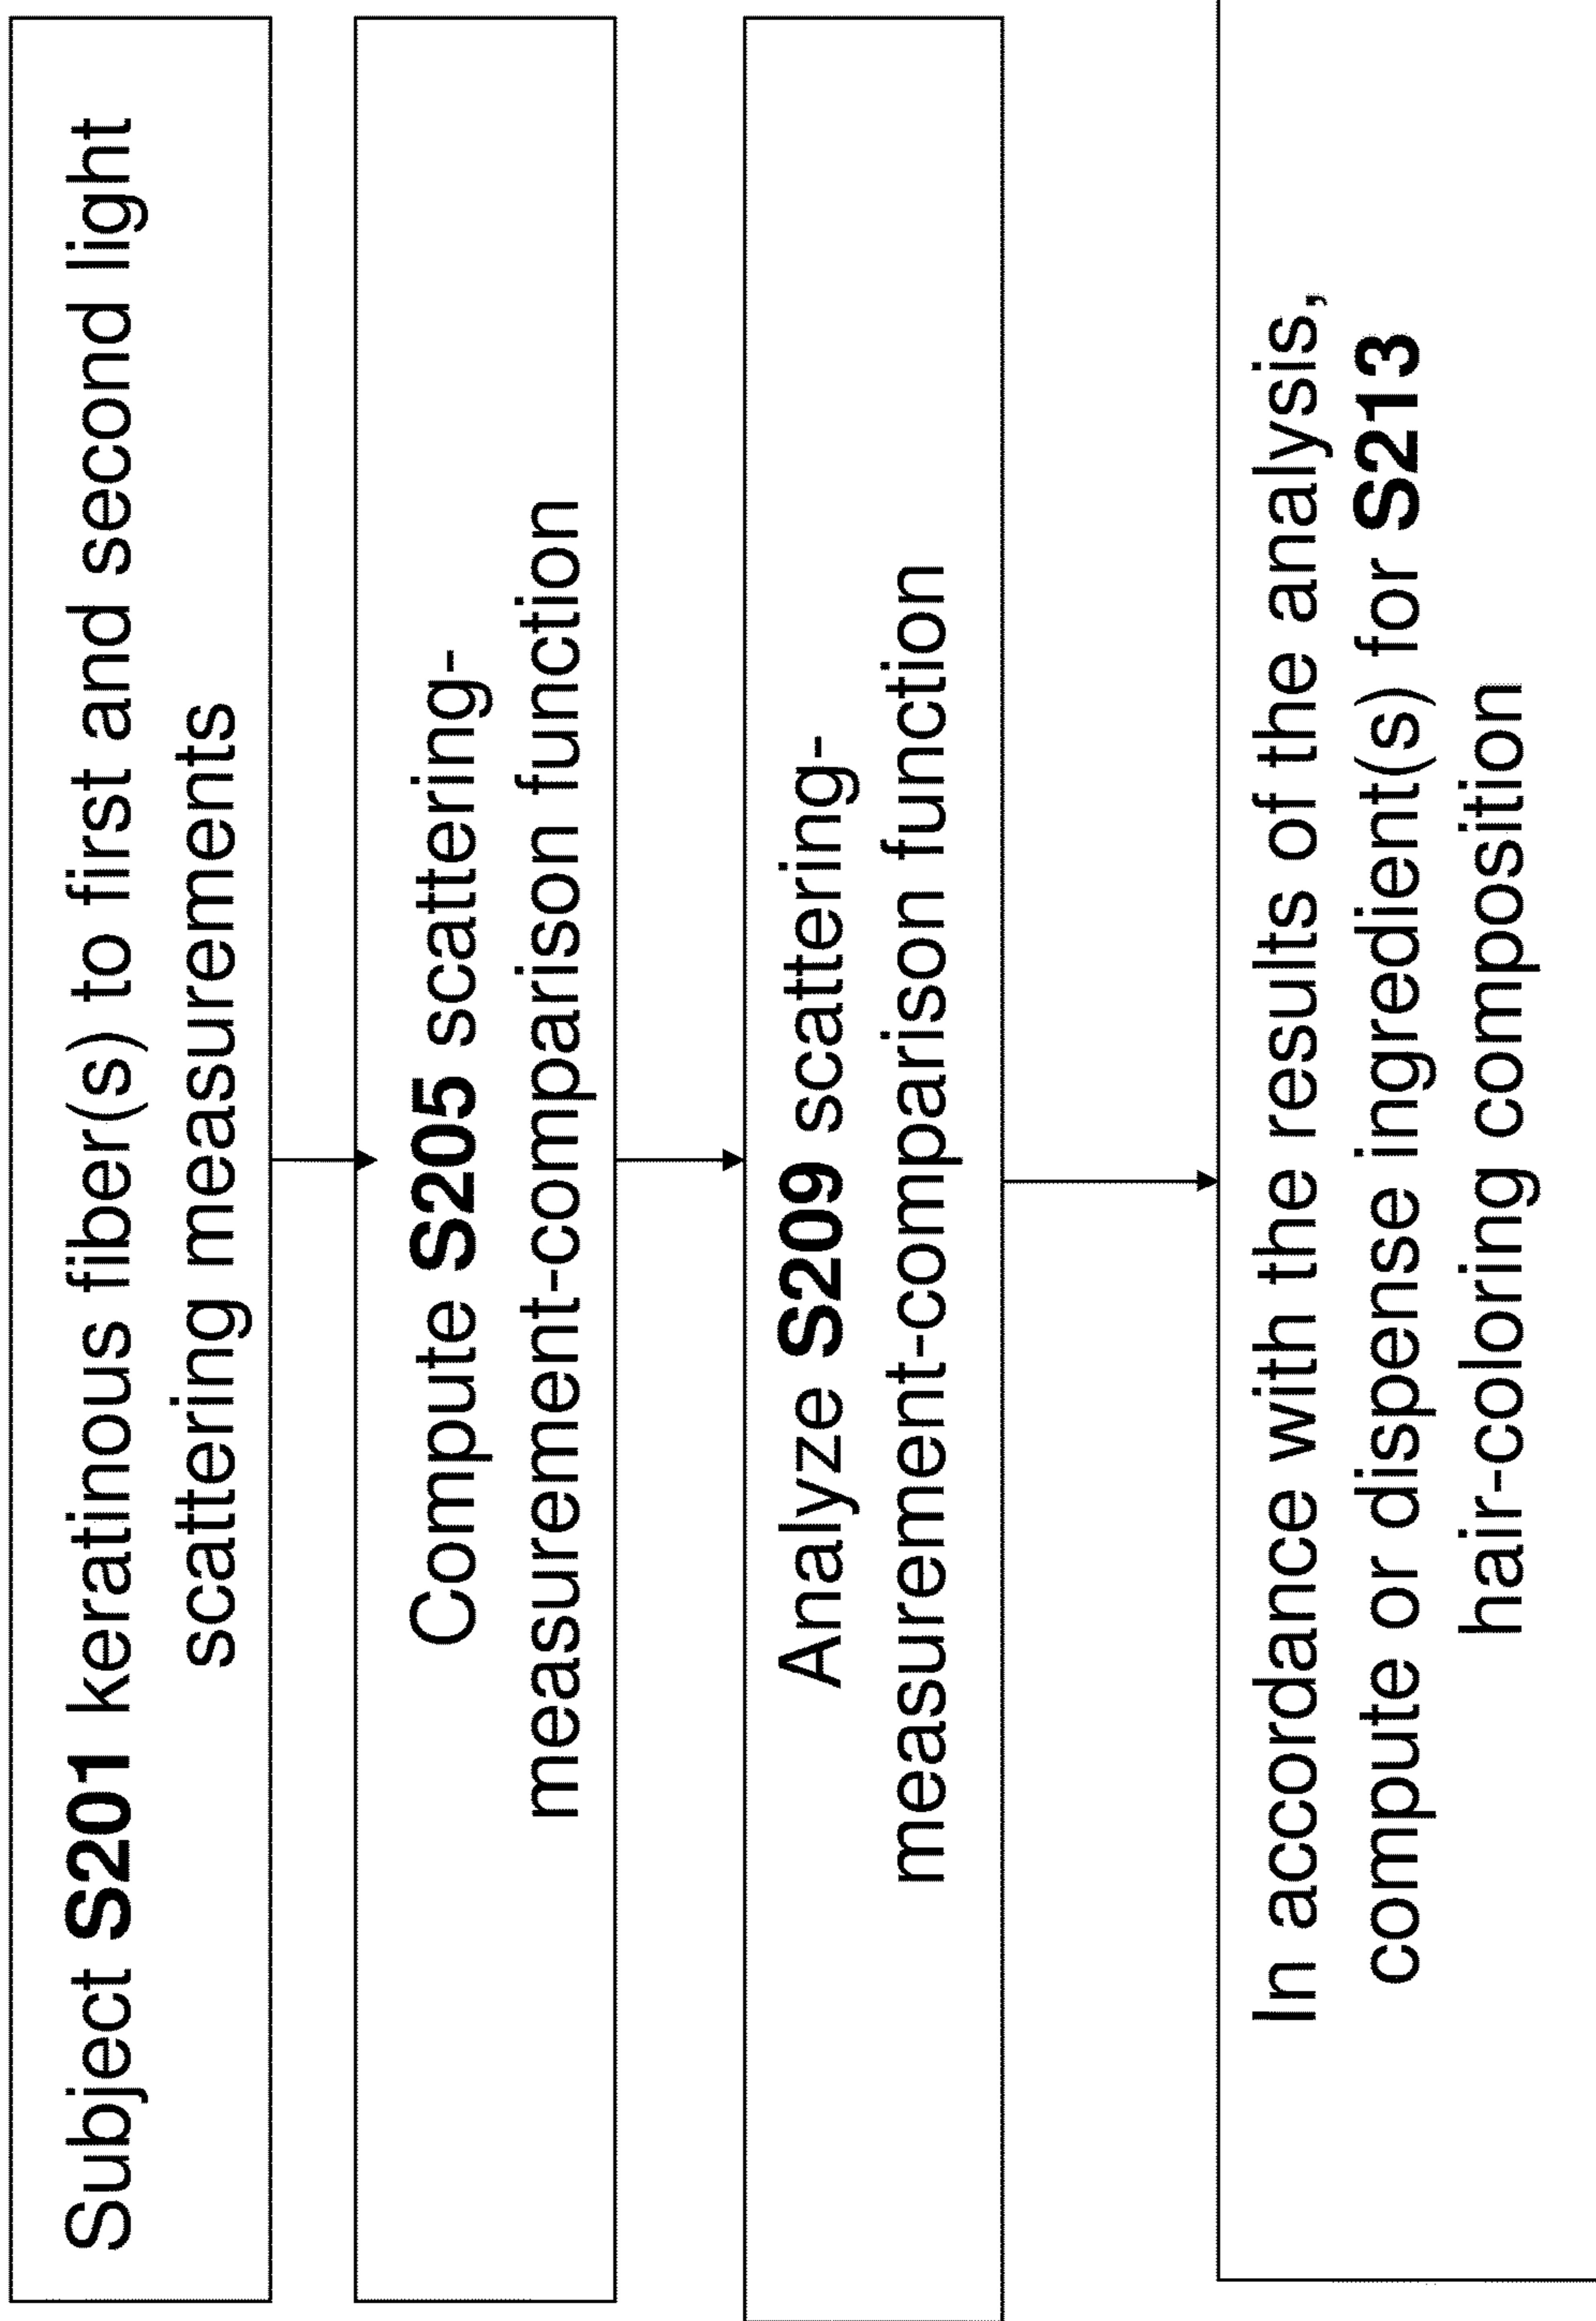 Subject S201 keratinous fiber(s) to first and second light
scattering measurements
Compute S205 scattering-
measurement-comparison function
Analyze S209 scattering-
measurement-comparison function
In accordance with the results of the analysis,
compute or dispense ingredient(s) for S213
hair-coloring composition